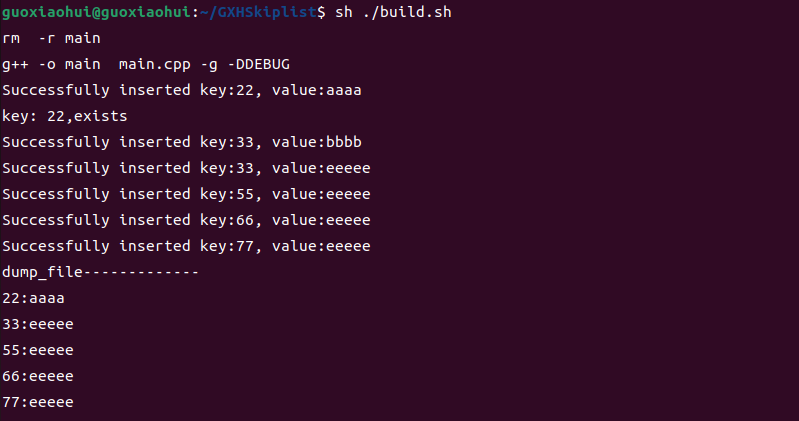 guoxiaohui@guoxiaohui:~/GXHSkiplist$ sh ./build.sh
rm  -r main
g++ -o main  main.cpp -g -DDEBUG
Successfully inserted key:22, value:aaaa
key: 22,exists
Successfully inserted key:33, value:bbbb
Successfully inserted key:33, value:eeeee
Successfully inserted key:55, value:eeeee
Successfully inserted key:66, value:eeeee
Successfully inserted key:77, value:eeeee
dump_file-------------
22:aaaa
33:eeeee
55:eeeee
66:eeeee
77:eeeee